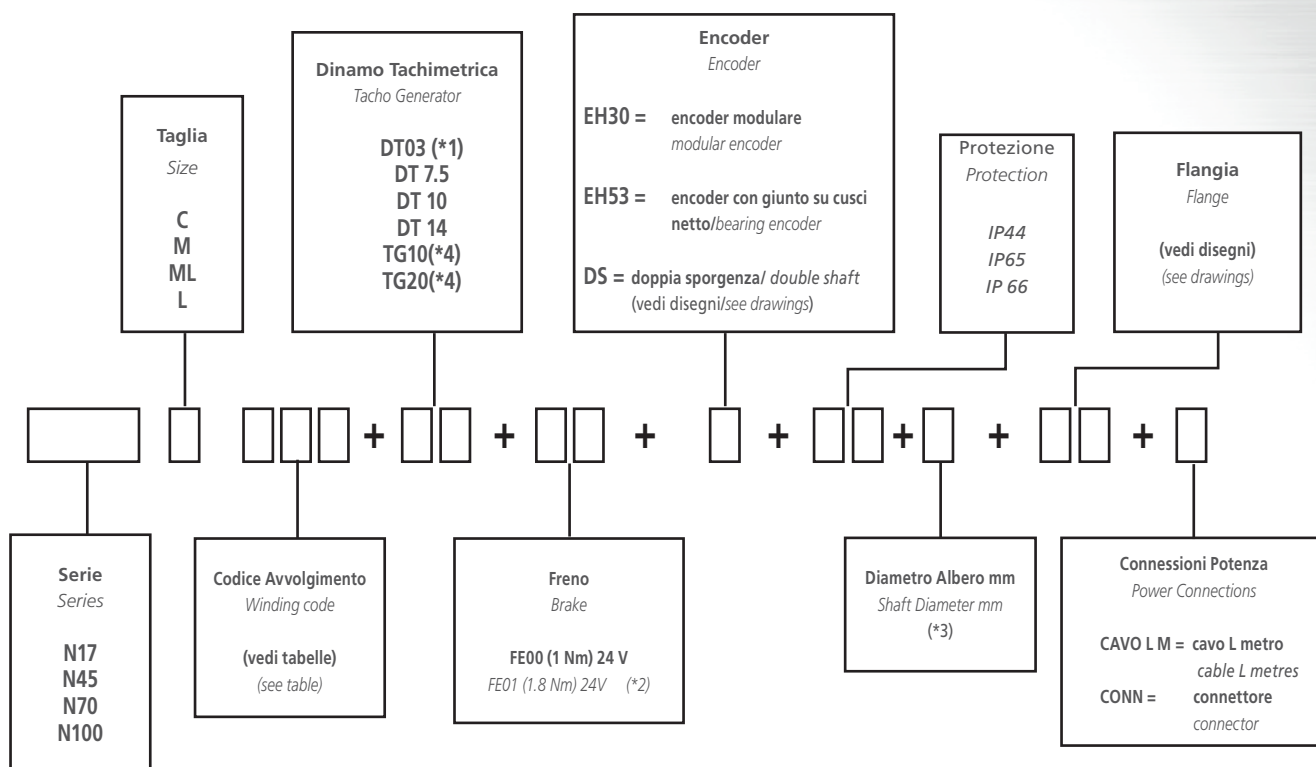 Taglia
Size
C
M
ML
L
Dinamo Tachimetrica
Tacho Generator
DT03 (*1)
DT 7.5
DT 10
DT 14
TG10(*4)
TG20(*4)
Encoder
Encoder
EH30 = encoder modulare
modular encoder
EH53 = encoder con giunto su cusci
netto/bearing encoder
DS = doppia sporgenza/ double shaft
(vedi disegni/see drawings)
Protezione
Protection
IP44
IP65
IP 66
Flangia
Flange
(vedi disegni)
(see drawings)
+ + + + + + +
Serie
Series
N17
N45
N70
N100
Codice Avvolgimento
Winding code
(vedi tabelle)
(see table)
Freno
Brake
FE00 (1 Nm) 24 V
FE01 (1.8 Nm) 24V (*2)
Diametro Albero mm
Shaft Diameter mm
(*3)
Connessioni Potenza
Power Connections
CAVO L M = cavo L metro
cable L metres
CONN = connettore
connector